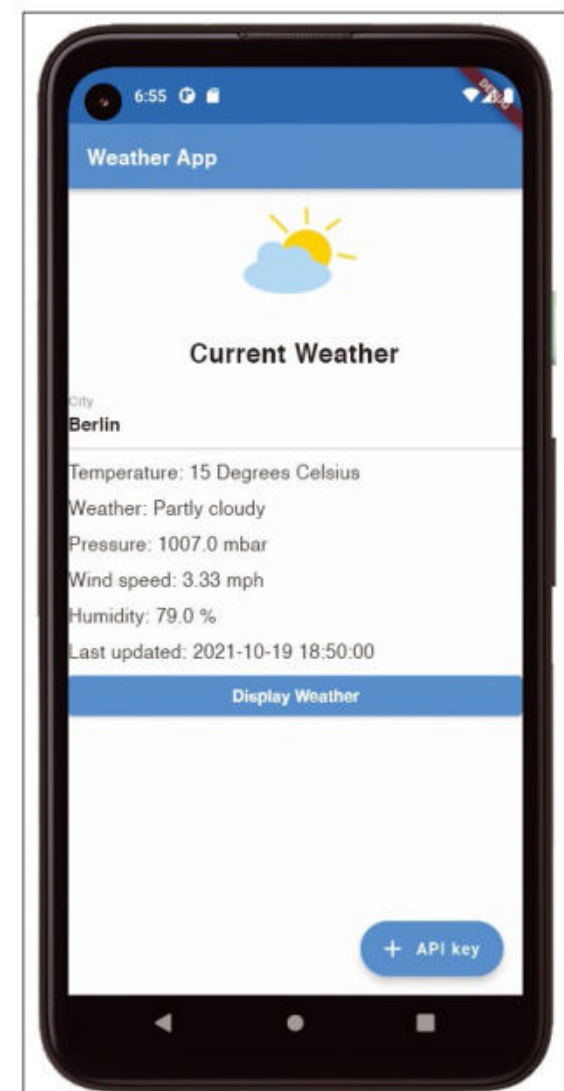 6:55
DEBUG
Weather App
Current Weather
City
Berlin
Temperature: 15 Degrees Celsius
Weather: Partly cloudy
Pressure: 1007.0 mbar
Wind speed: 3.33 mph
Humidity: 79.0 %
Last updated: 2021-10-19 18:50:00
Display Weather
+ API key